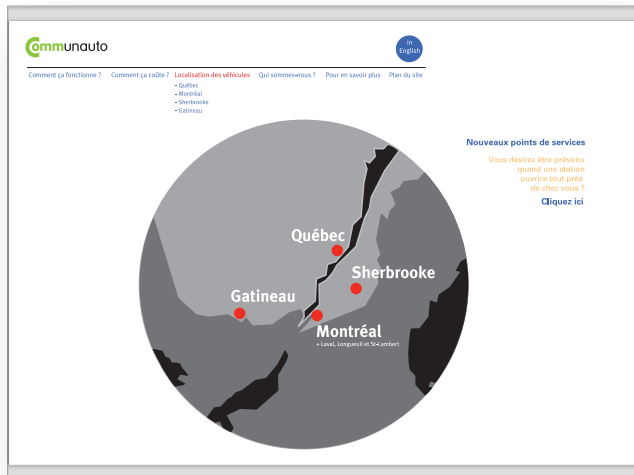 Communauto
in
English
Comment ça fonctionne ? Comment ça coûte ? Localisation des véhicules Qui sommes-nous ? Pour en savoir plus Plan du site
- Québec
- Montréal
- Sherbrooke
- Gatineau
Nouveaux points de services
Vous désirez être prévenu
quand une station
ouvrira tout près
de chez vous ?
Cliquez ici
Québec
Sherbrooke
Gatineau
Montréal
+ Laval, Longueuil et St-Lambert